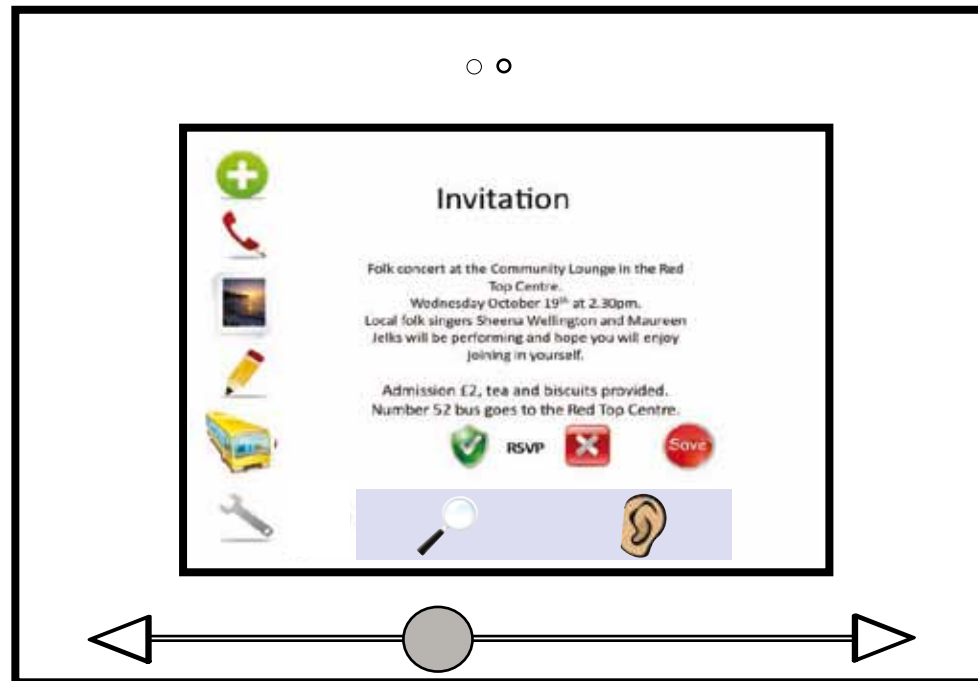 Invitation
Folk concert at the Community Lounge in the Red
Top Centre.
Wednesday October 19th at 2.30pm.
Local folk singers Sheena Wellington and Maureen
Jelks will be performing and hope you will enjoy
joining in yourself.
Admission £2, tea and biscuits provided.
Number 52 bus goes to the Red Top Centre.
RSVP
Save